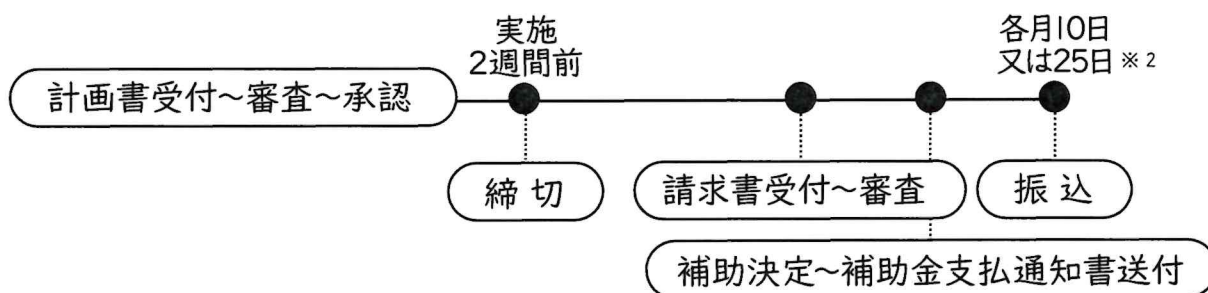 実施
2週間前
各月10日
又は25日※2
計画書受付~審査~承認
締切
請求書受付~審査
振込
補助決定~補助金支払通知書送付